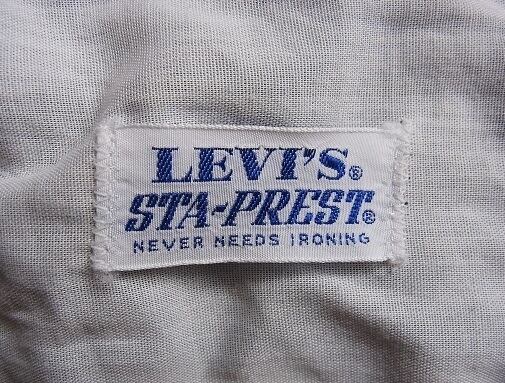 LEVI'S®
STA-PREST®
NEVER NEEDS IRONING